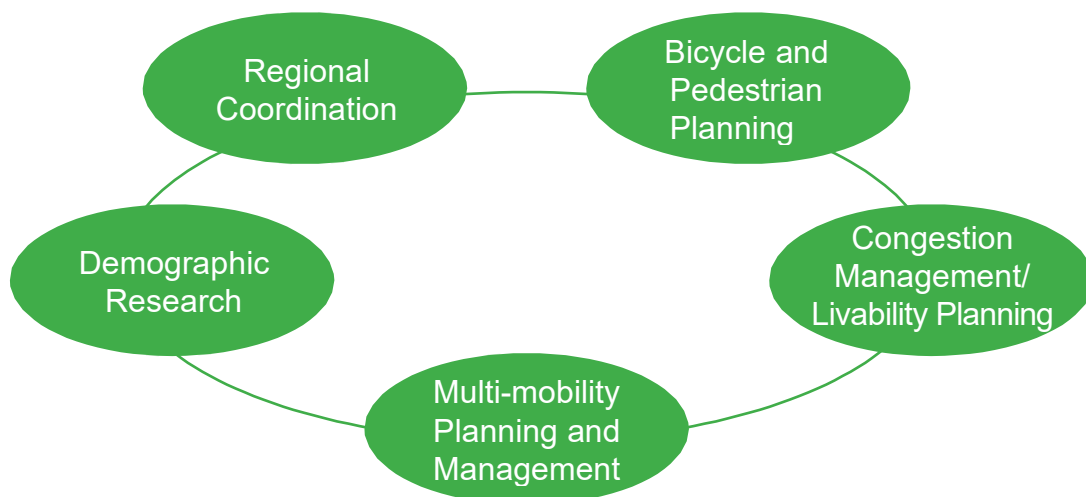 Regional
Coordination
Bicycle and
Pedestrian
Planning
Demographic
Research
Congestion
Management/
Livability Planning
Multi-mobility
Planning and
Management